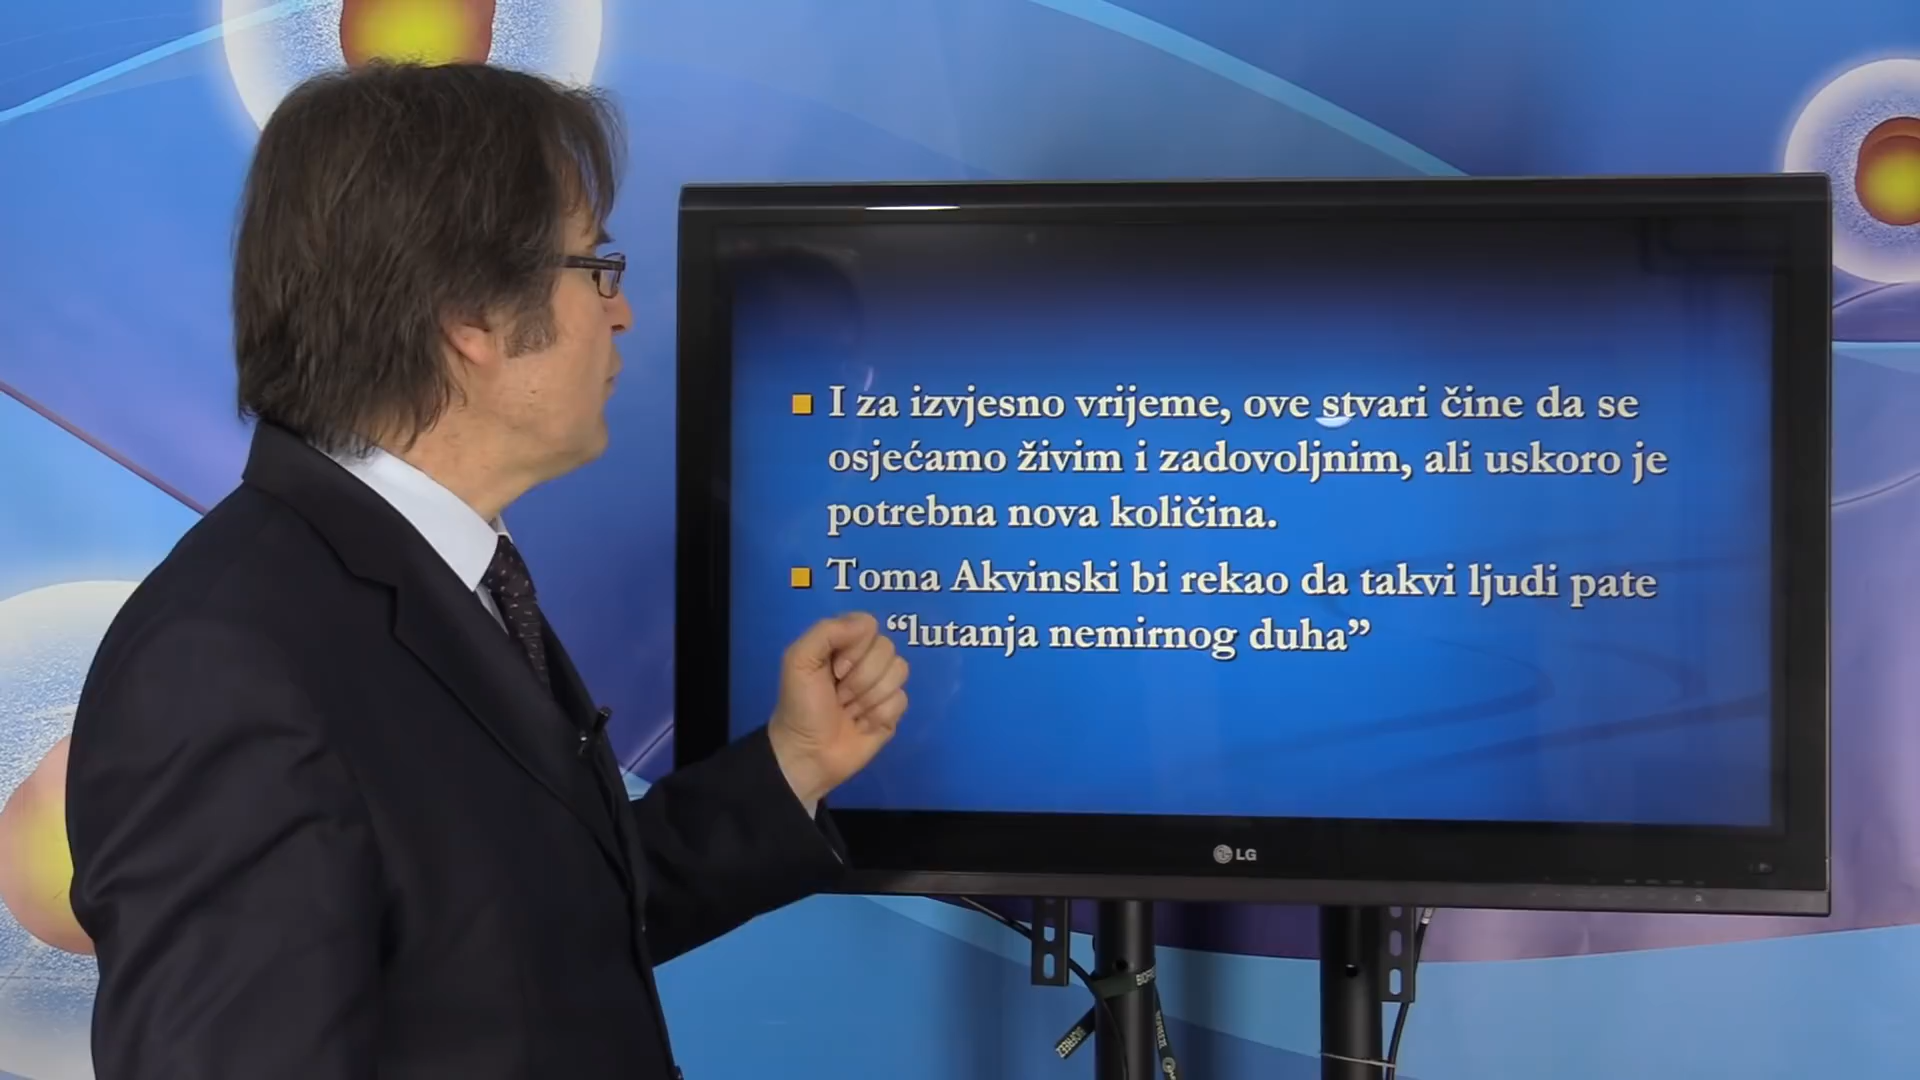 I za izvjesno vrijeme, ove stvari čine da se
osjećamo živim i zadovoljnim, ali uskoro je
potrebna nova količina.
Toma Akvinski bi rekao da takvi ljudi pate
“lutanja nemirnog duha”
LG
BIOFREEZ